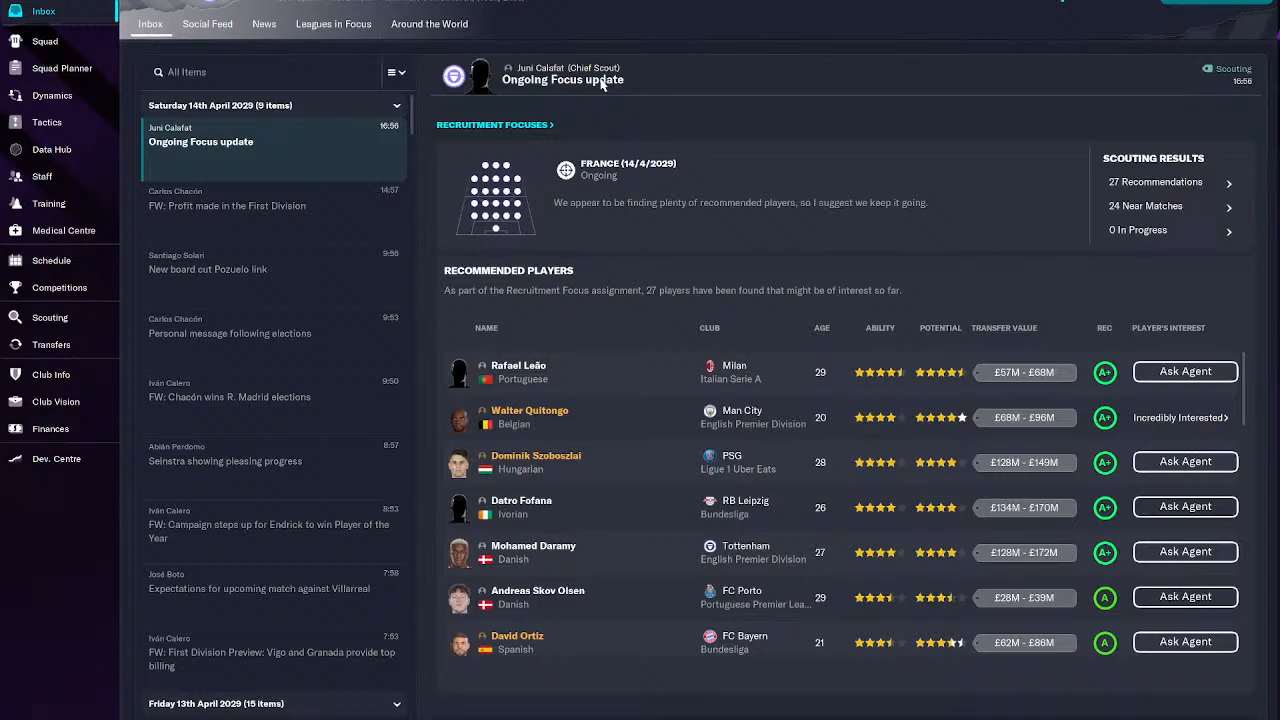 Inbox
Squad
Squad Planner
Dynamics
Tactics
Data Hub
Staff
Training
Medical Centre
Schedule
Competitions
Scouting
Transfers
Club Info
Club Vision
Finances
Dev. Centre
Inbox
Social Feed
News
Leagues in Focus
Around the World
All Items
Saturday 14th April 2029 (9 items)
Juni Calafat 16:56
Ongoing Focus update
Carlos Chacón 14:57
FW: Profit made in the First Division
Santiago Solari 9:56
New board cut Pozuelo link
Carlos Chacón 9:53
Personal message following elections
Iván Calero 9:50
Chacón wins R. Madrid elections
Abián Perdomo 8:57
Seinstra showing pleasing progress
Iván Calero 8:53
FW: Campaign steps up for Endrick to win Player of the
Year
José Boto 7:58
Expectations for upcoming match against Villarreal
Iván Calero 7:53
FW: First Division Preview: Vigo and Granada provide top
billing
Friday 13th April 2029 (15 items)
Juni Calafat (Chief Scout)
Ongoing Focus update
Scouting
16:56
RECRUITMENT FOCUSES >
FRANCE (14/4/2029)
Ongoing
We appear to be finding plenty of recommended players, so I suggest we keep it going.
SCOUTING RESULTS
27 Recommendations
24 Near Matches
0 In Progress
RECOMMENDED PLAYERS
As part of the Recruitment Focus assignment, 27 players have been found that might be of interest so far.
NAME CLUB AGE ABILITY POTENTIAL TRANSFER VALUE REC PLAYER'S INTEREST
Rafael Leão Milan 29 £57M - £68M A+ Ask Agent
Portuguese Italian Serie A
Walter Quitongo Man City 20 £68M - £96M A+ Incredibly Interested>
Belgian English Premier Division
Dominik Szoboszlai PSG 28 £128M - £149M A+ Ask Agent
Hungarian Ligue 1 Uber Eats
Datro Fofana RB Leipzig 26 £134M - £170M A+ Ask Agent
Ivorian Bundesliga
Mohamed Daramy Tottenham 27 £128M - £172M A+ Ask Agent
Danish English Premier Division
Andreas Skov Olsen FC Porto 29 £28M - £39M A Ask Agent
Danish Portuguese Premier Lea...
David Ortiz FC Bayern 21 £62M - £86M A Ask Agent
Spanish Bundesliga